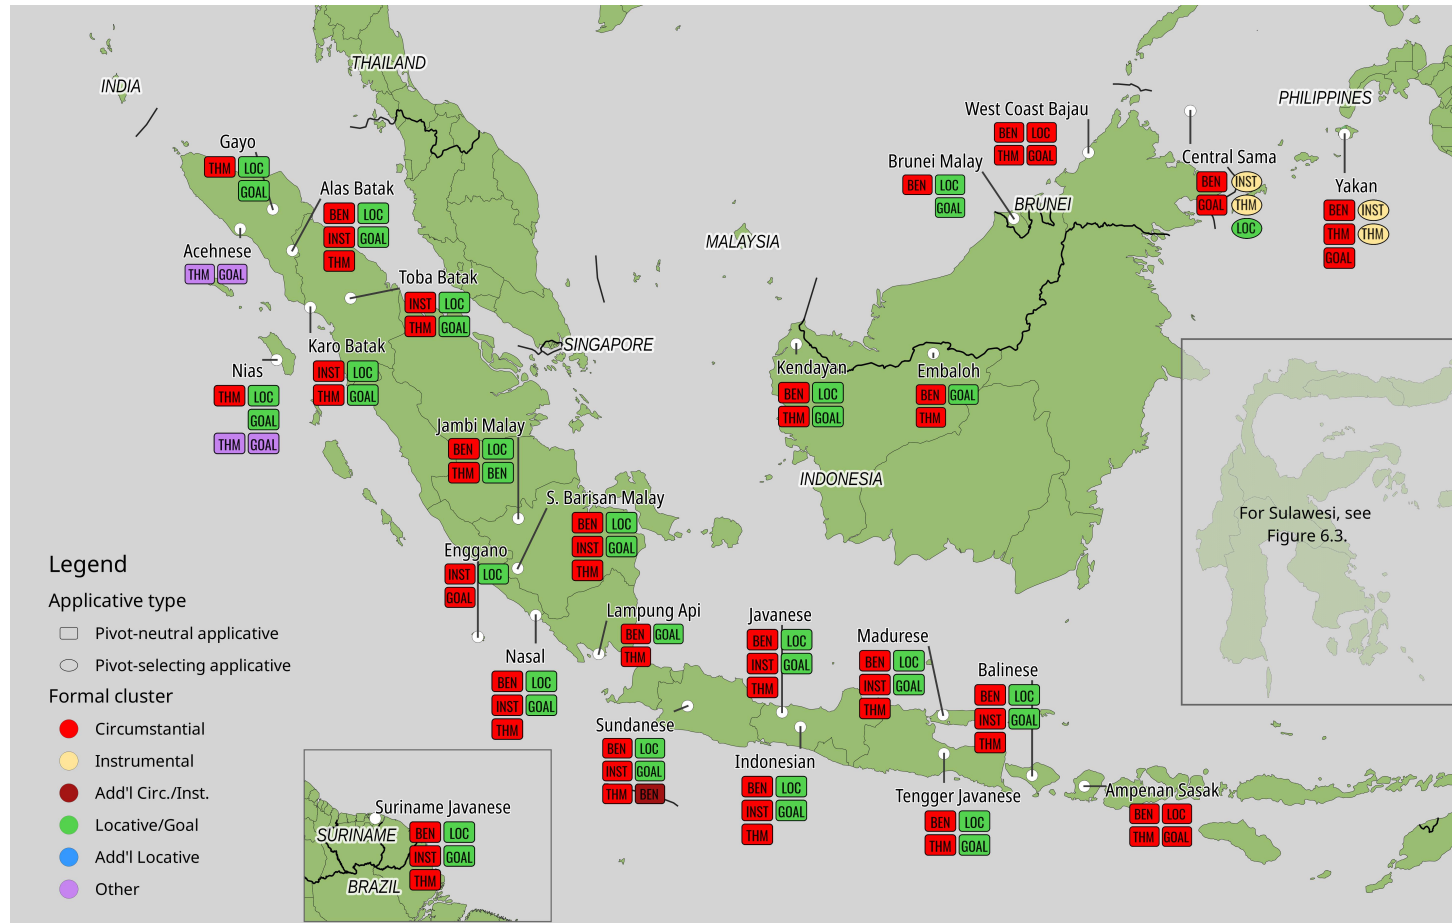 THAILAND
INDIA
PHILIPPINES
West Coast Bajau
BEN LOC
THM GOAL
Gayo
THM LOC
GOAL
Brunei Malay
BEN LOC
GOAL
Central Sama
BEN INST
GOAL THM
LOC
Alas Batak
BEN LOC
INST GOAL
THM
Yakan
BEN INST
THM THM
GOAL
BRUNEI
MALAYSIA
Acehnese
THM GOAL
Toba Batak
INST LOC
THM GOAL
SINGAPORE
Karo Batak
INST LOC
THM GOAL
Nias
THM LOC
GOAL
THM GOAL
Kendayan
BEN LOC
THM GOAL
Embaloh
BEN GOAL
THM
Jambi Malay
BEN LOC
THM BEN
INDONESIA
S. Barisan Malay
BEN LOC
INST GOAL
THM
For Sulawesi, see
Figure 6.3.
Enggano
INST LOC
GOAL
Lampung Api
BEN GOAL
THM
Nasal
BEN LOC
INST GOAL
THM
Javanese
BEN LOC
INST GOAL
THM
Madurese
BEN LOC
INST GOAL
THM
Balinese
BEN LOC
INST GOAL
THM
Sundanese
BEN LOC
INST GOAL
THM BEN
Indonesian
BEN LOC
INST GOAL
THM
Tengger Javanese
BEN LOC
THM GOAL
Ampenan Sasak
BEN LOC
THM GOAL
Suriname Javanese
BEN LOC
INST GOAL
THM
SURINAME
BRAZIL
Legend
Applicative type
Pivot-neutral applicative
Pivot-selecting applicative
Formal cluster
Circumstantial
Instrumental
Add'l Circ./Inst.
Locative/Goal
Add'l Locative
Other